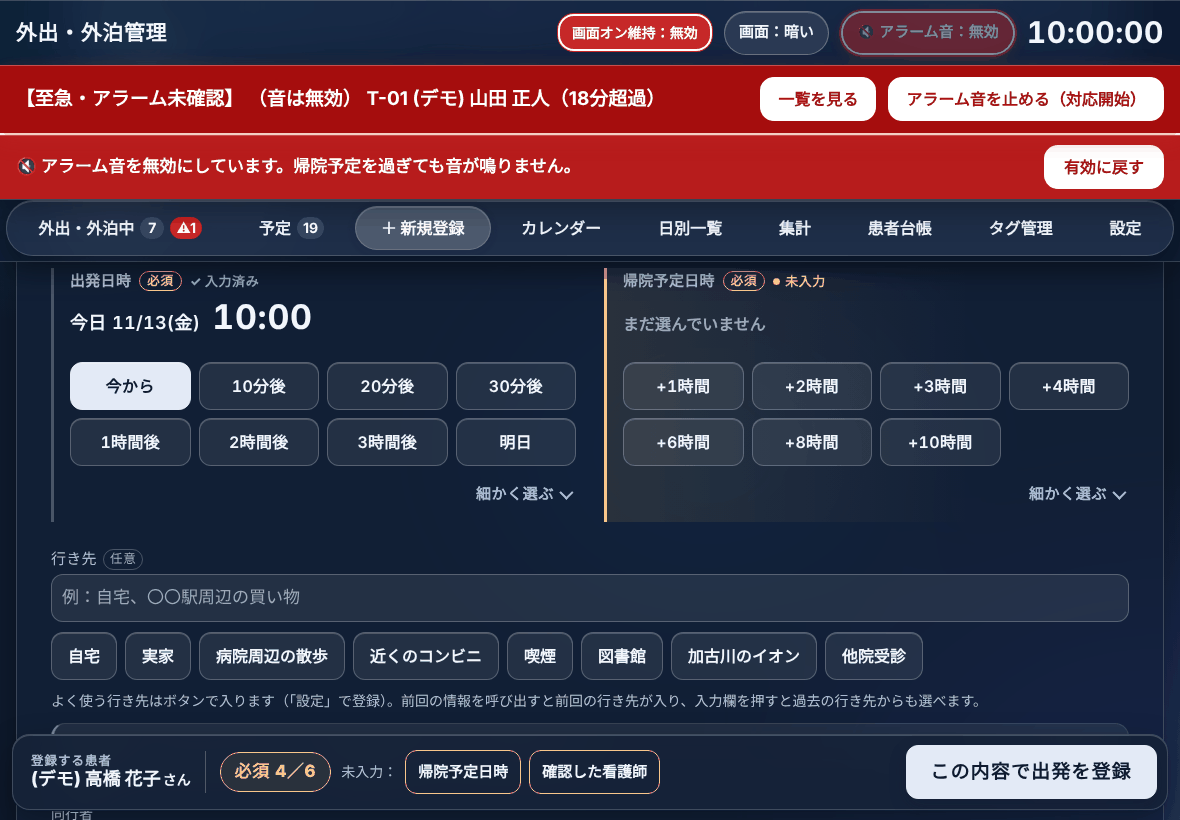 外出・外泊管理
画面オン維持：無効
画面：暗い
🔇 アラーム音：無効
10:00:00
【至急・アラーム未確認】（音は無効） T-01 (デモ) 山田 正人（18分超過）
一覧を見る
アラーム音を止める（対応開始）
🔇 アラーム音を無効にしています。帰院予定を過ぎても音が鳴りません。
有効に戻す
外出・外泊中 7 ▲1
予定 19
＋新規登録
カレンダー
日別一覧
集計
患者台帳
タグ管理
設定
出発日時 必須 ✓ 入力済み
今日 11/13(金) 10:00
今から
10分後
20分後
30分後
1時間後
2時間後
3時間後
明日
細かく選ぶ
帰院予定日時 必須 ● 未入力
まだ選んでいません
+1時間
+2時間
+3時間
+4時間
+6時間
+8時間
+10時間
細かく選ぶ
行き先 任意
例：自宅、〇〇駅周辺の買い物
自宅
実家
病院周辺の散歩
近くのコンビニ
喫煙
図書館
加古川のイオン
他院受診
よく使う行き先はボタンで入ります（「設定」で登録）。前回の情報を呼び出すと前回の行き先が入り、入力欄を押すと過去の行き先からも選べます。
登録する患者
(デモ) 高橋 花子 さん
必須 4／6
未入力：
帰院予定日時
確認した看護師
この内容で出発を登録
同行者